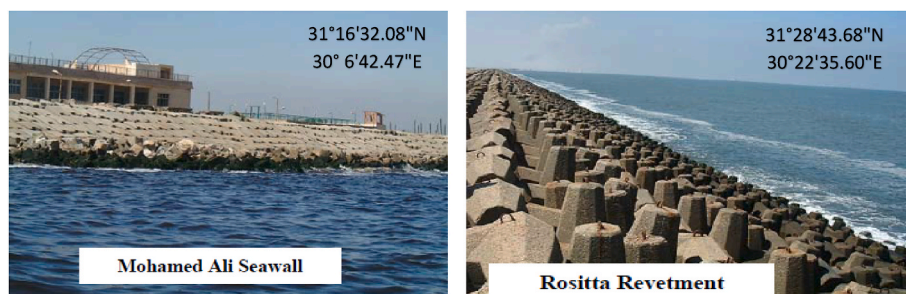 31°16'32.08"N
30° 6'42.47"E
Mohamed Ali Seawall
31°28'43.68"N
30°22'35.60"E
Rositta Revetment